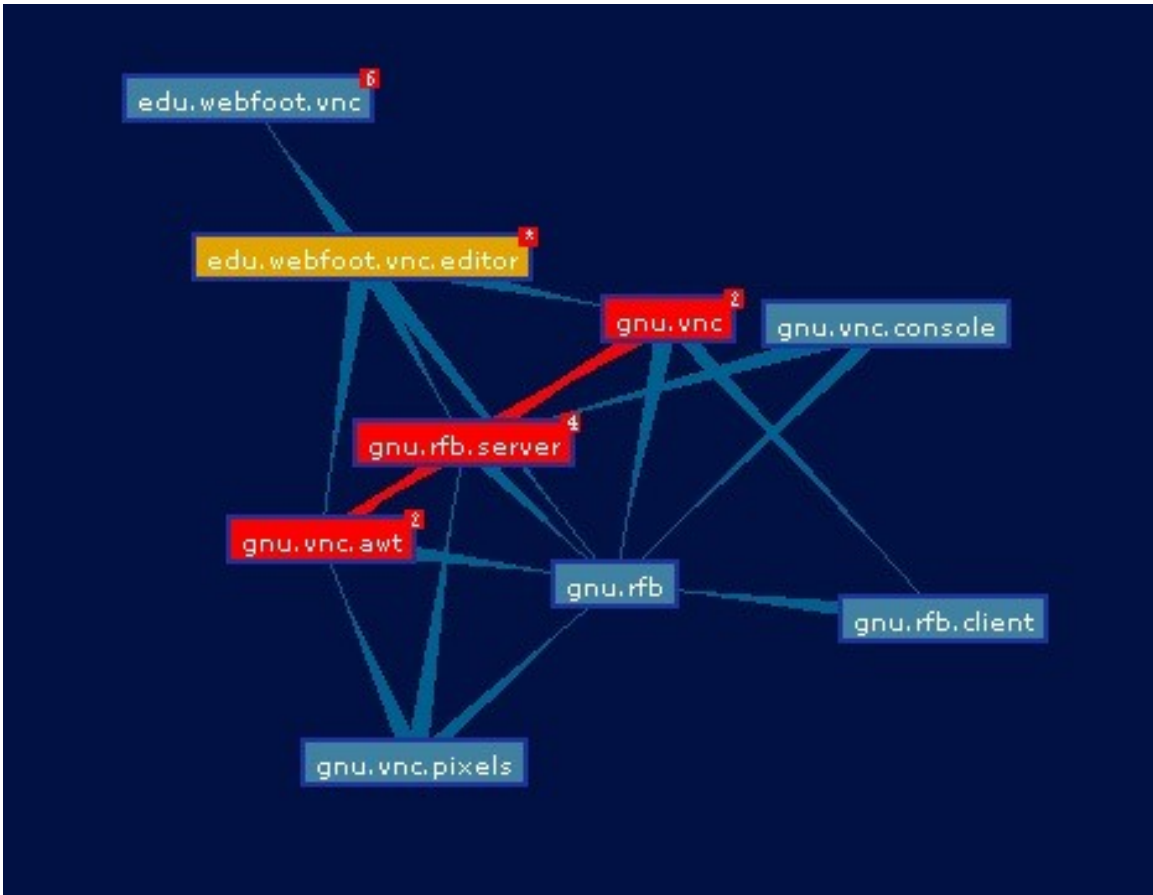 6
edu.webfoot.vnc
*
edu.webfoot.vnc.editor
2
gnu.vnc
gnu.vnc.console
4
gnu.rfb.server
2
gnu.vnc.awt
gnu.rfb
gnu.rfb.client
gnu.vnc.pixels